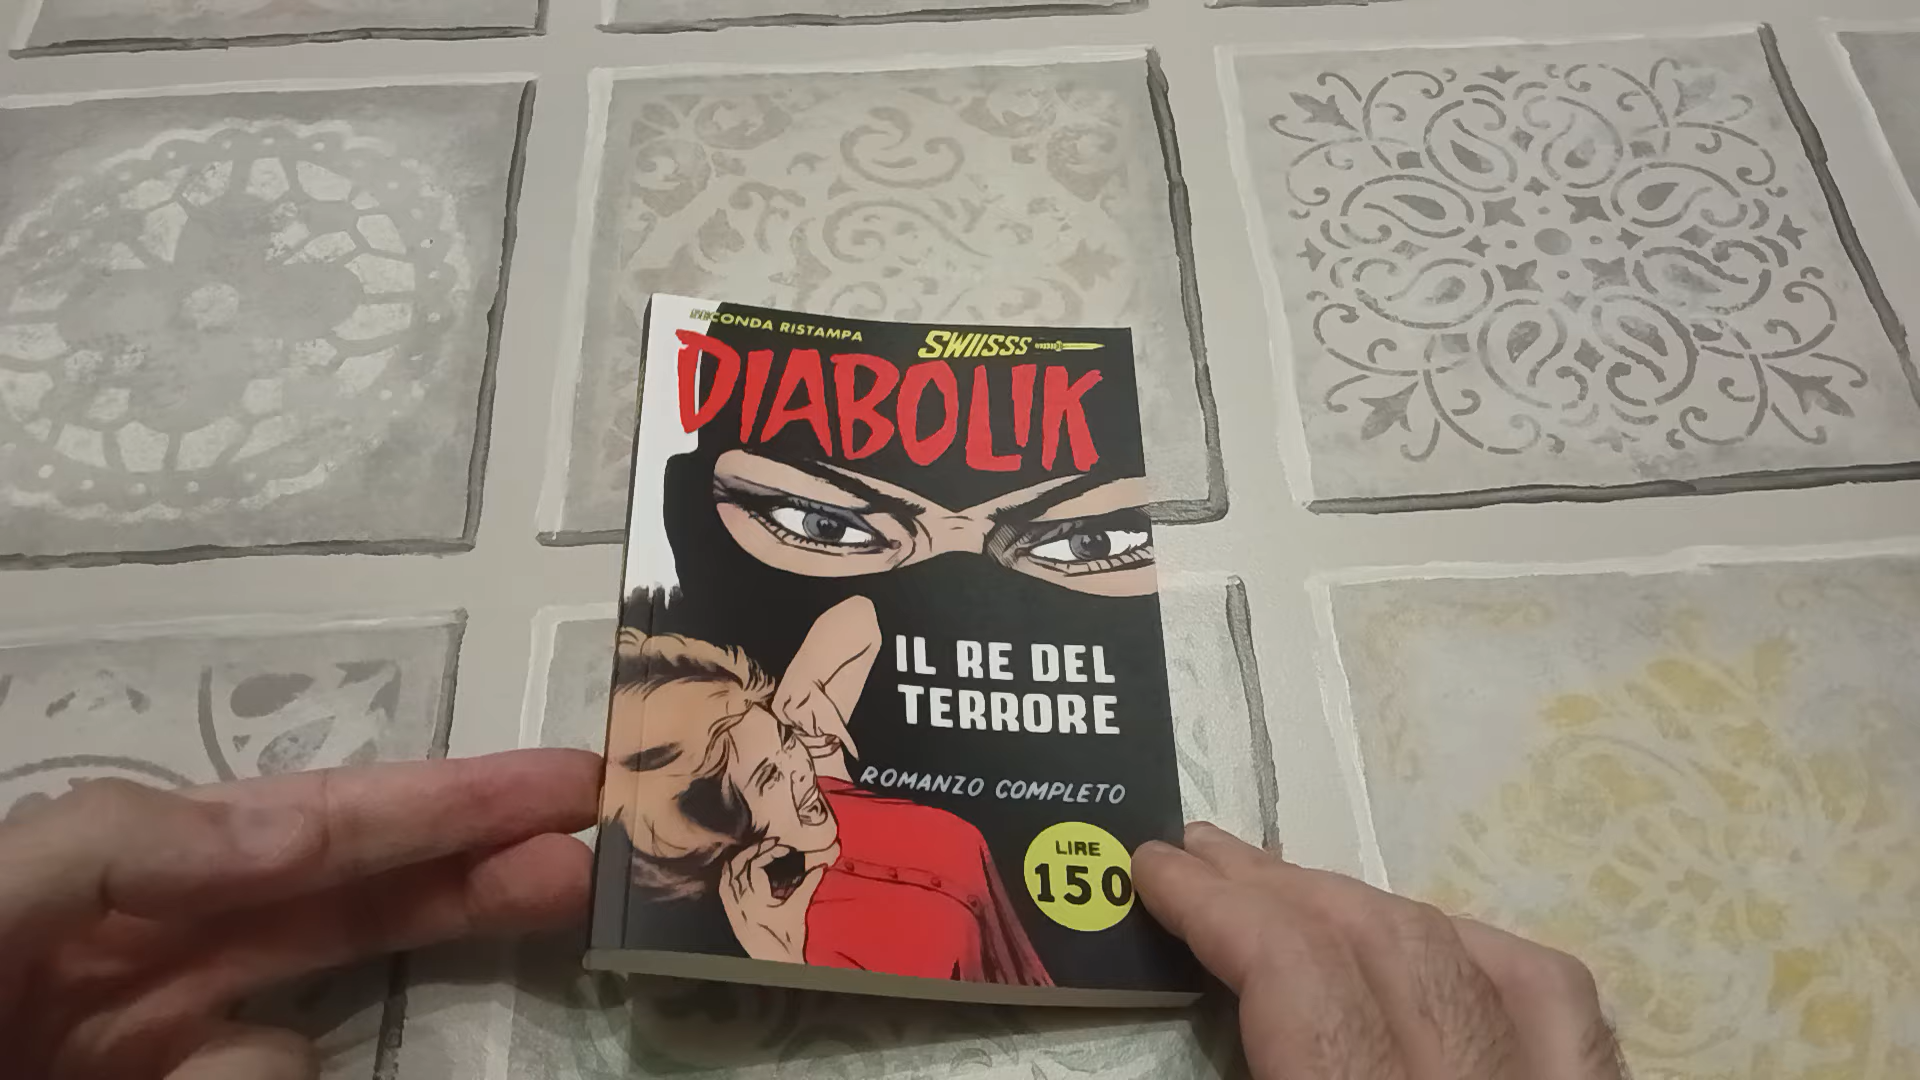 SECONDA RISTAMPA
SWIISSS
DIABOLIK
IL RE DEL
TERRORE
ROMANZO COMPLETO
LIRE
150